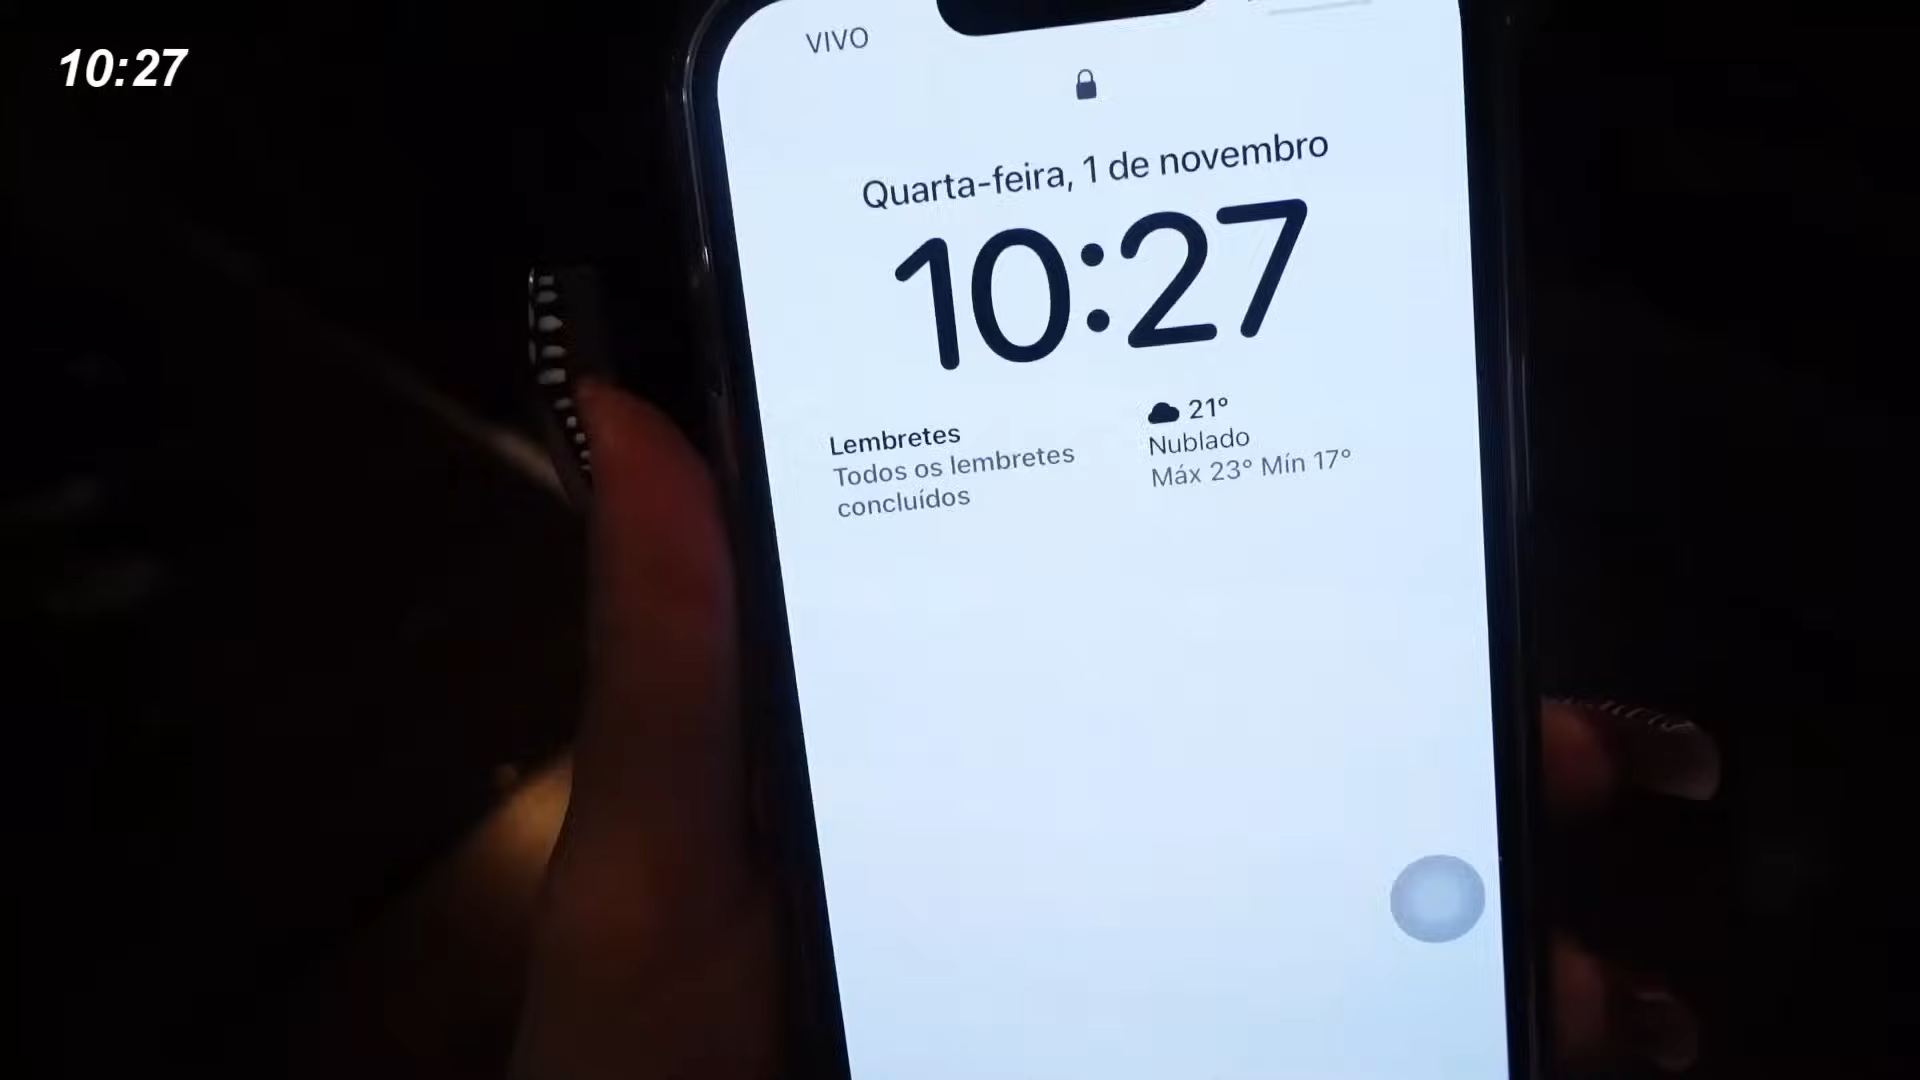 10:27
VIVO
Quarta-feira, 1 de novembro
10:27
Lembretes
Todos os lembretes
concluídos
21°
Nublado
Máx 23° Mín 17°